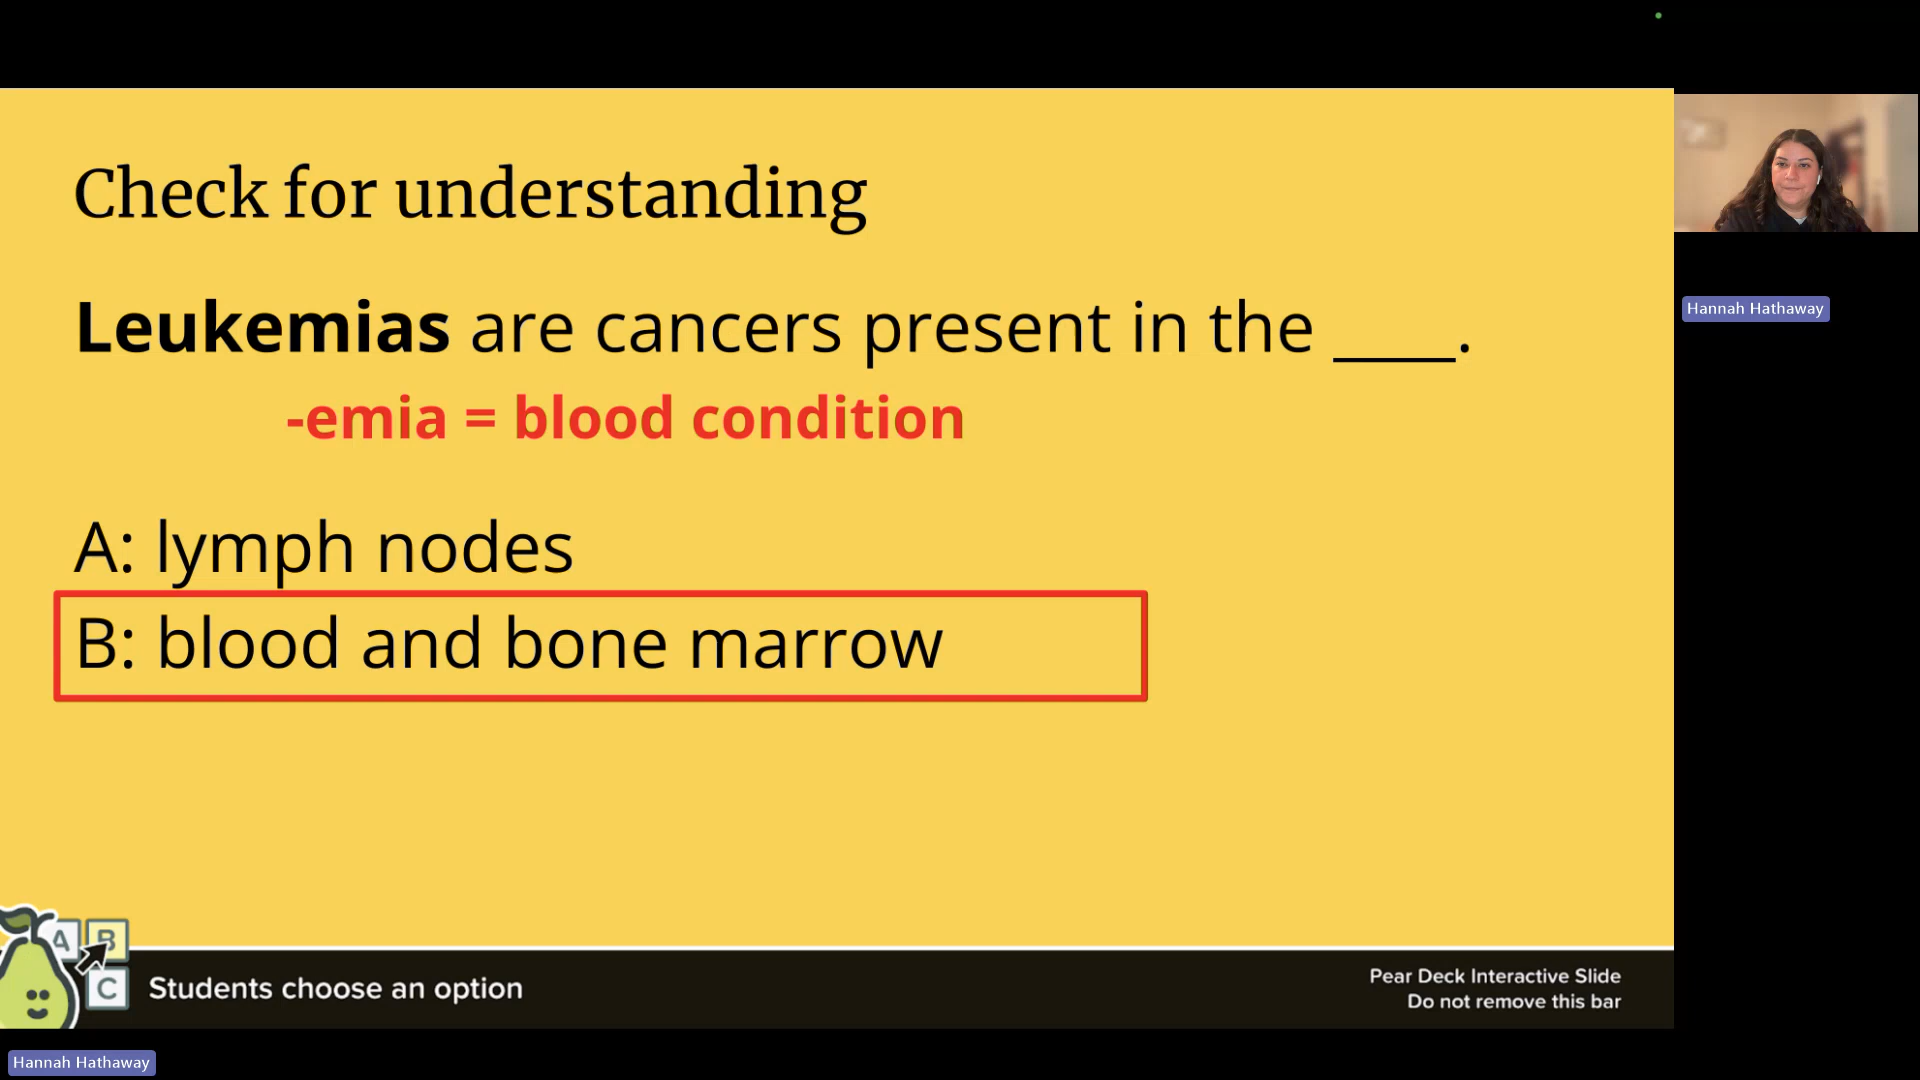 Check for understanding
Leukemias are cancers present in the ____.
-emia = blood condition
A: lymph nodes
B: blood and bone marrow
A B
C
Students choose an option
Pear Deck Interactive Slide
Do not remove this bar
Hannah Hathaway
Hannah Hathaway